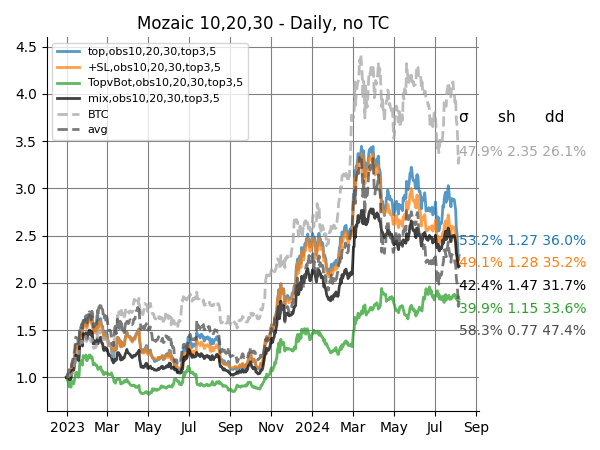 Mozaic 10,20,30 - Daily, no TC
top,obs10,20,30,top3,5
+SL,obs10,20,30,top3,5
TopvBot,obs10,20,30,top3,5
mix,obs10,20,30,top3,5
BTC
avg
4.5
4.0
3.5
3.0
2.5
2.0
1.5
1.0
σ sh dd
47.9% 2.35 26.1%
53.2% 1.27 36.0%
49.1% 1.28 35.2%
42.4% 1.47 31.7%
39.9% 1.15 33.6%
58.3% 0.77 47.4%
2023 Mar May Jul Sep Nov 2024 Mar May Jul Sep